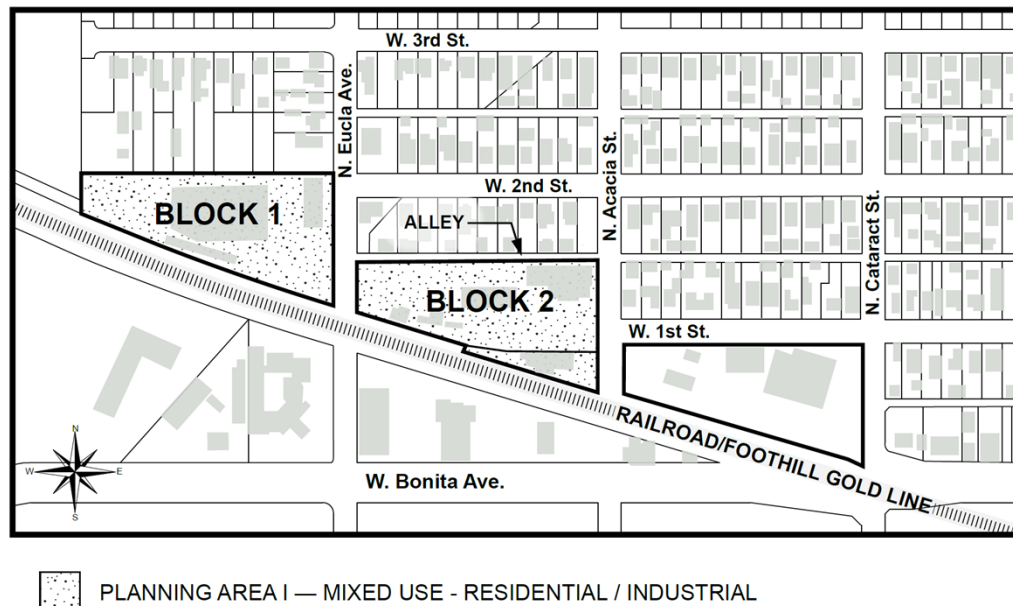 W. 3rd St.
N. Eucla Ave.
W. 2nd St.
N. Acacia St.
BLOCK 1
ALLEY
N. Cataract St.
BLOCK 2
W. 1st St.
RAILROAD/FOOTHILL GOLD LINE
N
W
E
S
W. Bonita Ave.
PLANNING AREA I — MIXED USE - RESIDENTIAL / INDUSTRIAL